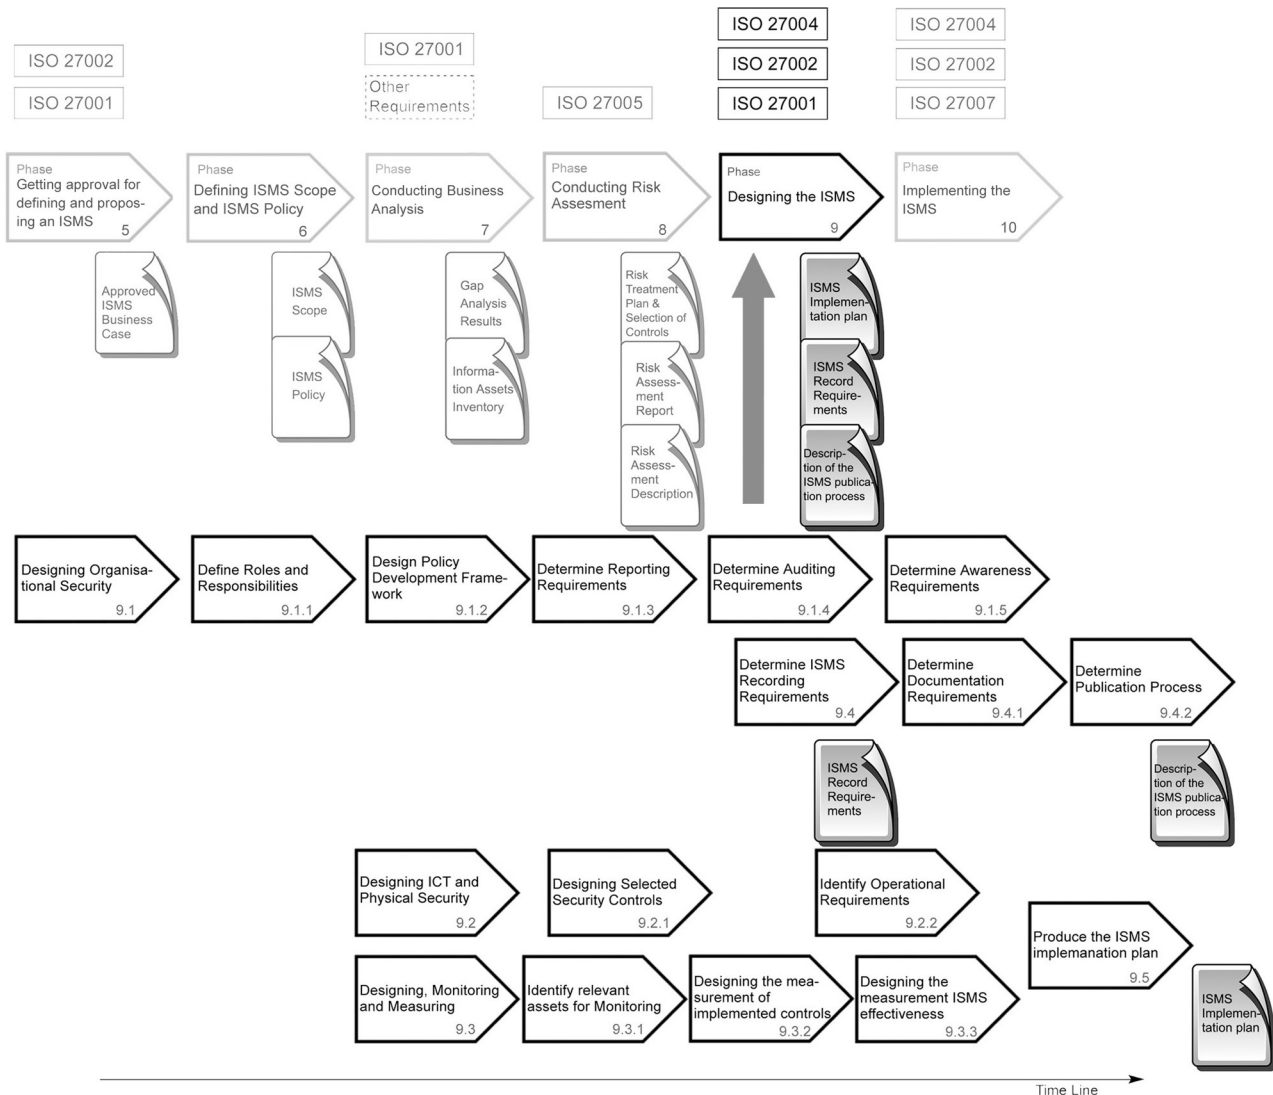 ISO 27002
ISO 27001
ISO 27001
Other
Requirements
ISO 27005
ISO 27004
ISO 27002
ISO 27001
ISO 27004
ISO 27002
ISO 27007
Phase
Getting approval for
defining and propos-
ing an ISMS
5
Phase
Defining ISMS Scope
and ISMS Policy
6
Phase
Conducting Business
Analysis
7
Phase
Conducting Risk
Assesment
8
Phase
Designing the ISMS
9
Phase
Implementing the
ISMS
10
Approved
ISMS
Business
Case
ISMS
Scope
ISMS
Policy
Gap
Analysis
Results
Informa-
tion Assets
Inventory
Risk
Treatment
Plan &
Selection of
Controls
Risk
Assess-
ment
Report
Risk
Assess-
ment
Description
ISMS
Implemen-
tation plan
ISMS
Record
Require-
ments
Descrip-
tion of the
ISMS publica-
tion process
Designing Organisa-
tional Security
9.1
Define Roles and
Responsibilities
9.1.1
Design Policy
Development Frame-
work
9.1.2
Determine Reporting
Requirements
9.1.3
Determine Auditing
Requirements
9.1.4
Determine Awareness
Requirements
9.1.5
Determine ISMS
Recording
Requirements
9.4
Determine
Documentation
Requirements
9.4.1
Determine
Publication Process
9.4.2
ISMS
Record
Require-
ments
Descrip-
tion of the
ISMS publica-
tion process
Designing ICT and
Physical Security
9.2
Designing Selected
Security Controls
9.2.1
Identify Operational
Requirements
9.2.2
Produce the ISMS
implemanation plan
9.5
Designing, Monitoring
and Measuring
9.3
Identify relevant
assets for Monitoring
9.3.1
Designing the mea-
surement of
implemented controls
9.3.2
Designing the
measurement ISMS
effectiveness
9.3.3
ISMS
Implemen-
tation plan
Time Line